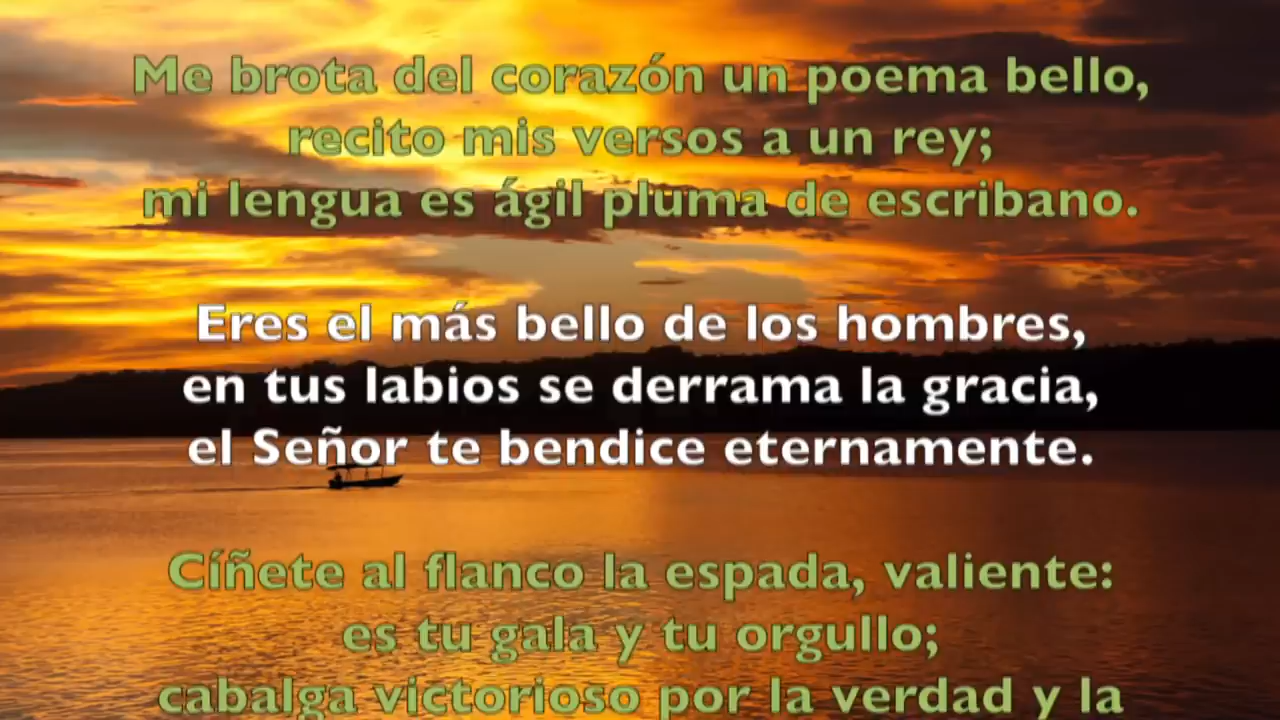 Me brota del corazón un poema bello,
recito mis versos a un rey;
mi lengua es ágil pluma de escribano.
Eres el más bello de los hombres,
en tus labios se derrama la gracia,
el Señor te bendice eternamente.
Cíñete al flanco la espada, valiente:
es tu gala y tu orgullo;
cabalga victorioso por la verdad y la